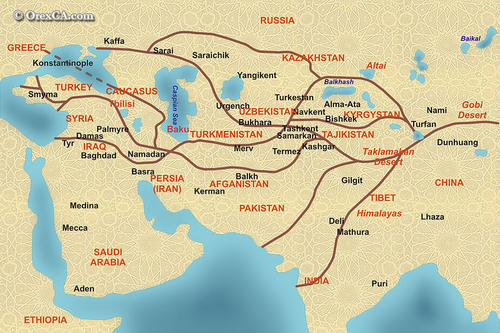 © OrexCA.com
RUSSIA
GREECE
Kaffa
Sarai
Saraichik
Baikal
Konstantinople
KAZAKHSTAN
Altai
Yangikent
Balkhash
TURKEY
CAUCASUS
Caspian Sea
Smyrna
Tbilisi
Urgench
Turkestan
Alma-Ata
Gobi
Desert
UZBEKISTAN
Navkent
KYRGYSTAN
Nami
SYRIA
Palmyre
Baku
Bukhara
Bishkek
Turfan
Damas
TURKMENISTAN
Tashkent
Samarkan
TAJIKISTAN
Tyr
IRAQ
Baghdad
Namadan
Merv
Termez
Kashgar
Taklamakan
Desert
Dunhuang
Basra
PERSIA
(IRAN)
Balkh
AFGANISTAN
Kerman
Gilgit
CHINA
Medina
PAKISTAN
TIBET
Himalayas
Lhaza
Mecca
Deli
Mathura
SAUDI
ARABIA
Aden
INDIA
Puri
ETHIOPIA